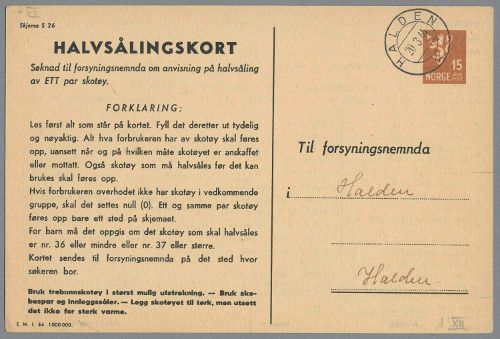 Skjema S 26
HALVSÅLINGSKORT
Søknad til forsyningsnemnda om anvisning på halvsåling
av ETT par skotøy.
FORKLARING:
Les først alt som står på kortet. Fyll det deretter ut tydelig
og nøyaktig. Alt hva forbrukeren har av skotøy skal føres
opp, uansett når og på hvilken måte skotøyet er anskaffet
eller mottatt. Også skotøy som må halvsåles før det kan
brukes skal føres opp.
Hvis forbrukeren overhodet ikke har skotøy i vedkommende
gruppe, skal det settes null (0). Ett og samme par skotøy
føres opp bare ett sted på skjemaet.
For barn må det oppgis om det skotøy som skal halvsåles
er nr. 36 eller mindre eller nr. 37 eller større.
Kortet sendes til forsyningsnemnda på det sted hvor
søkeren bor.
Bruk trebunnskotøy i størst mulig utstrekning. — Bruk sko-
bespar og innleggssåler. — Legg skotøyet til tørk, men utsett
det ikke for sterk varme.
E. M. I. 44 1000000.
HALDEN
15
NORGE
Til forsyningsnemnda
i Halden
Halden
XII